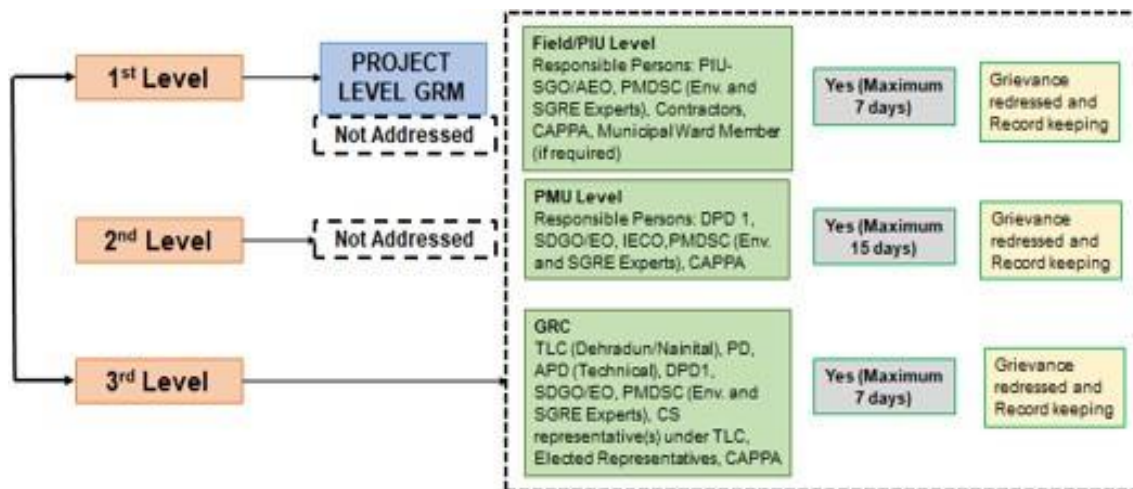 1st Level
PROJECT
LEVEL GRM
Not Addressed
Field/PIU Level
Responsible Persons: PIU-
SGO/AEO, PMDSC (Env. and
SGRE Experts), Contractors,
CAPPA, Municipal Ward Member
(if required)
Yes (Maximum
7 days)
Grievance
redressed and
Record keeping
2nd Level
Not Addressed
PMU Level
Responsible Persons: DPD 1,
SDGO/EO, IECO,PMDSC (Env.
and SGRE Experts), CAPPA
Yes (Maximum
15 days)
Grievance
redressed and
Record keeping
3rd Level
GRC
TLC (Dehradun/Nainital), PD,
APD (Technical), DPD1,
SDGO/EO, PMDSC (Env. and
SGRE Experts), CS
representative(s) under TLC,
Elected Representatives, CAPPA
Yes (Maximum
7 days)
Grievance
redressed and
Record keeping